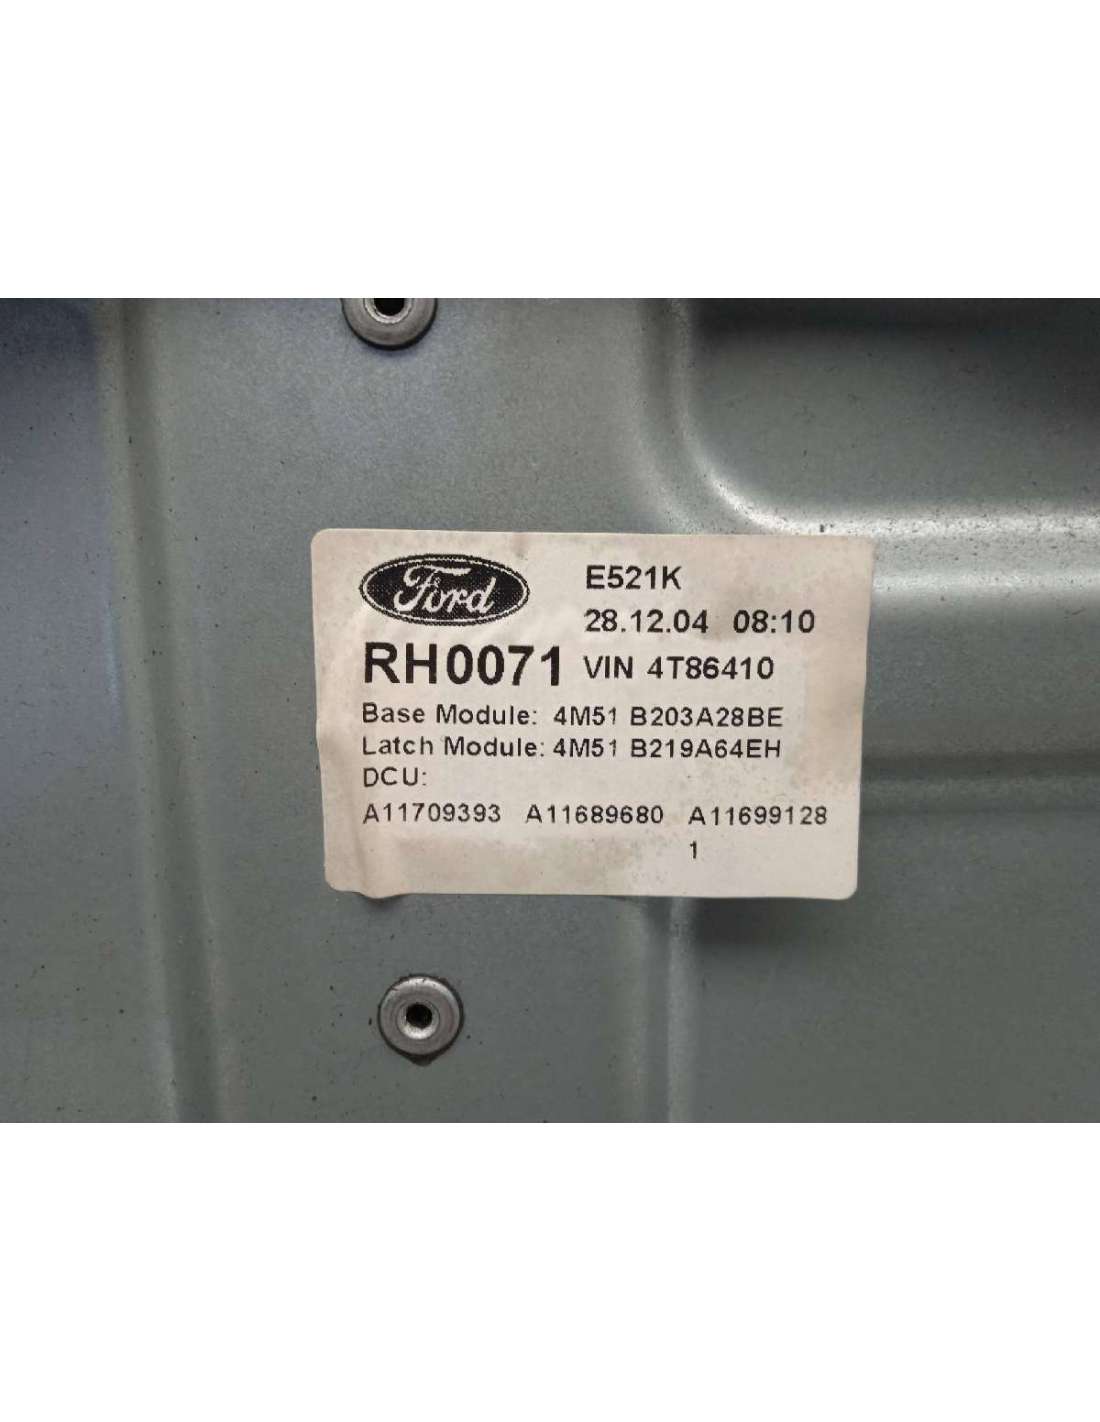 Ford
E521K
28.12.04 08:10
RH0071 VIN 4T86410
Base Module: 4M51 B203A28BE
Latch Module: 4M51 B219A64EH
DCU:
A11709393 A11689680 A11699128
1